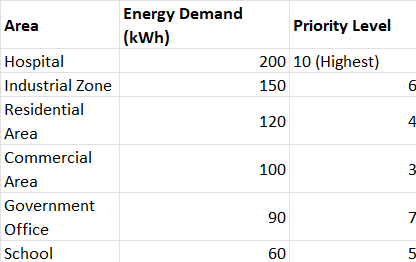 Area Energy Demand (kWh) Priority Level
Hospital 200 10 (Highest)
Industrial Zone 150 6
Residential Area 120 4
Commercial Area 100 3
Government Office 90 7
School 60 5